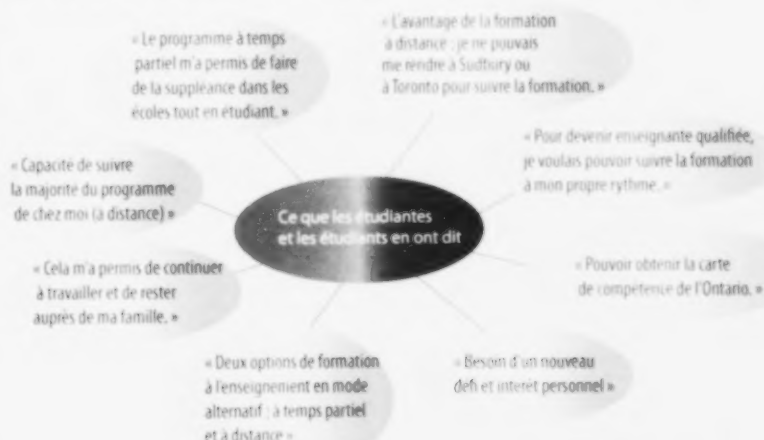 « Le programme à temps
partiel m'a permis de faire
de la suppléance dans les
écoles tout en étudiant. »
« L'avantage de la formation
à distance : je ne pouvais
me rendre à Sudbury ou
à Toronto pour suivre la formation. »
« Pour devenir enseignante qualifiée,
je voulais pouvoir suivre la formation
à mon propre rythme. »
« Capacité de suivre
la majorité du programme
de chez moi (à distance) »
Ce que les étudiantes
et les étudiants en ont dit
« Cela m'a permis de continuer
à travailler et de rester
auprès de ma famille. »
« Pouvoir obtenir la carte
de compétence de l'Ontario. »
« Deux options de formation
à l'enseignement en mode
alternatif : à temps partiel
et à distance »
« Besoin d'un nouveau
défi et intérêt personnel »